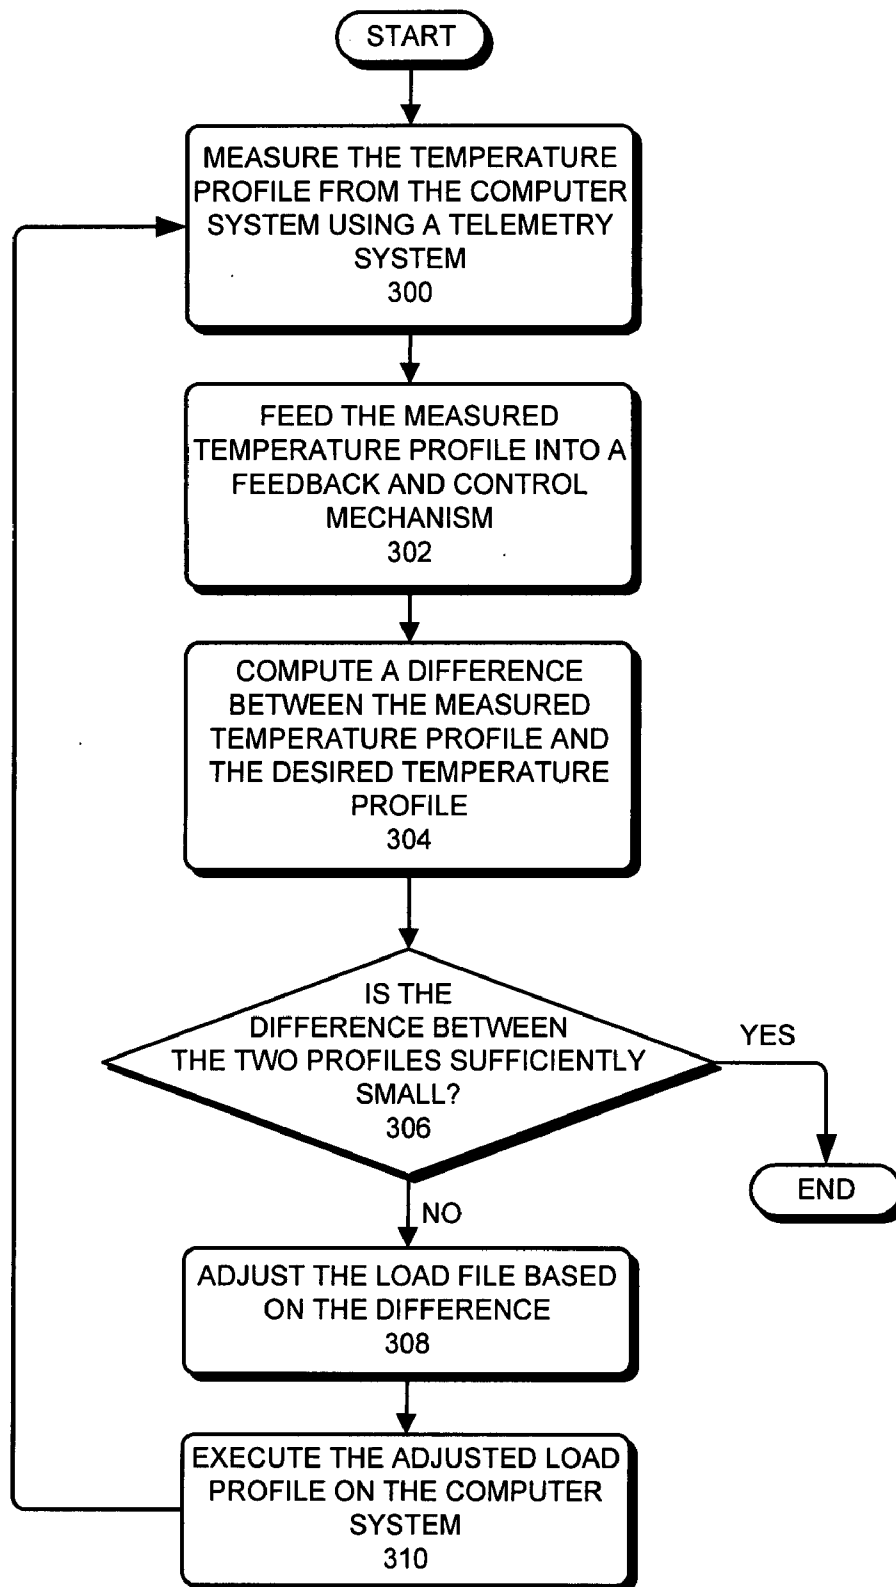 START
MEASURE THE TEMPERATURE
PROFILE FROM THE COMPUTER
SYSTEM USING A TELEMETRY
SYSTEM
300
FEED THE MEASURED
TEMPERATURE PROFILE INTO A
FEEDBACK AND CONTROL
MECHANISM
302
COMPUTE A DIFFERENCE
BETWEEN THE MEASURED
TEMPERATURE PROFILE AND
THE DESIRED TEMPERATURE
PROFILE
304
IS THE
DIFFERENCE BETWEEN
THE TWO PROFILES SUFFICIENTLY
SMALL?
306
YES
END
NO
ADJUST THE LOAD FILE BASED
ON THE DIFFERENCE
308
EXECUTE THE ADJUSTED LOAD
PROFILE ON THE COMPUTER
SYSTEM
310